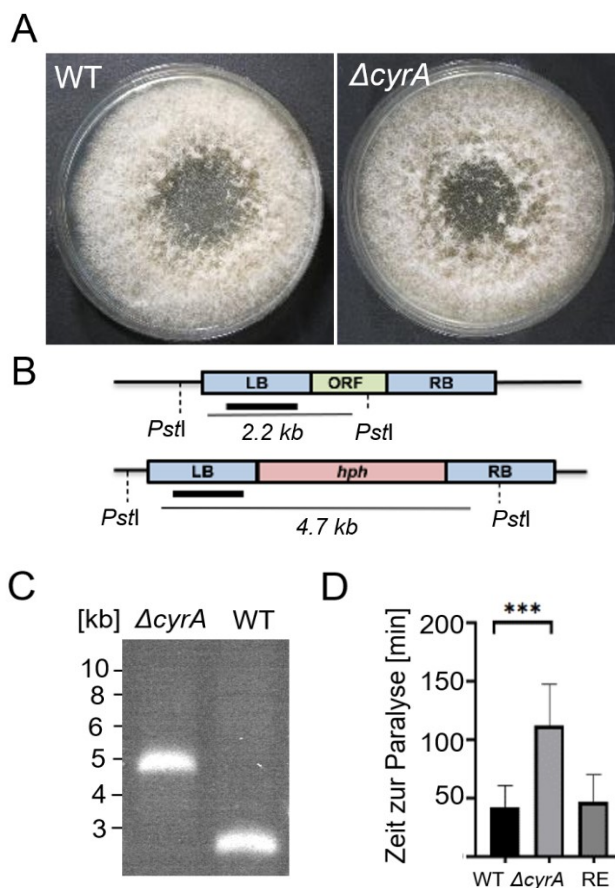 A
WT
ΔcyrA
B
LB ORF RB
PstI 2.2 kb PstI
LB hph RB
PstI 4.7 kb PstI
C
[kb] ΔcyrA WT
10
8
6
5
4
3
D
***
Zeit zur Paralyse [min]
200
150
100
50
0
WT ΔcyrA RE